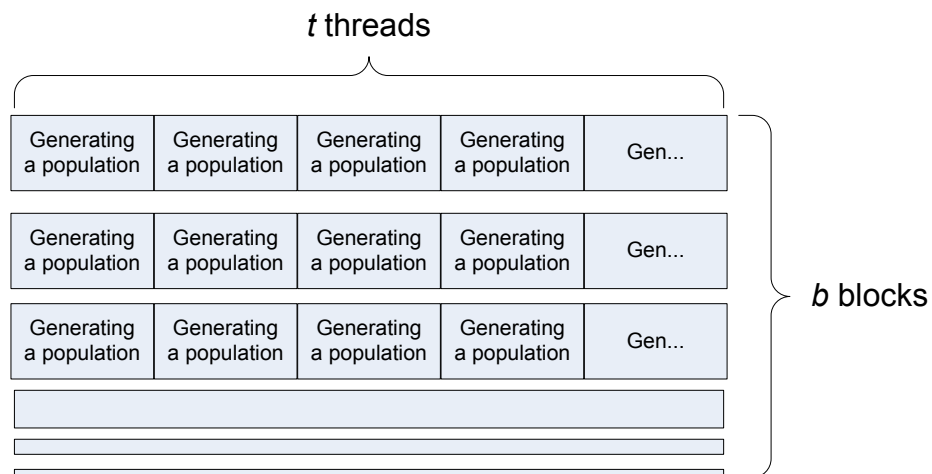 t threads
Generating
a population
Generating
a population
Generating
a population
Generating
a population
Gen...
Generating
a population
Generating
a population
Generating
a population
Generating
a population
Gen...
b blocks
Generating
a population
Generating
a population
Generating
a population
Generating
a population
Gen...